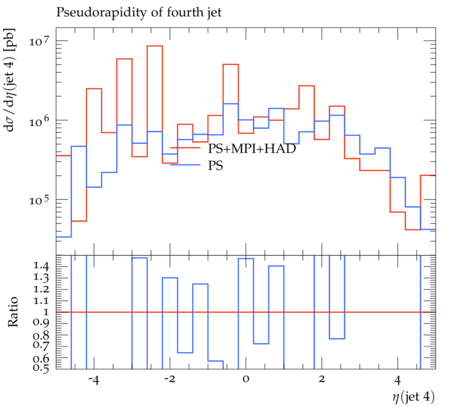 Pseudorapidity of fourth jet
dσ/dη(jet 4) [pb]
10⁷
10⁶
10⁵
PS+MPI+HAD
PS
Ratio
1.4
1.3
1.2
1.1
1
0.9
0.8
0.7
0.6
0.5
-4 -2 0 2 4
η(jet 4)